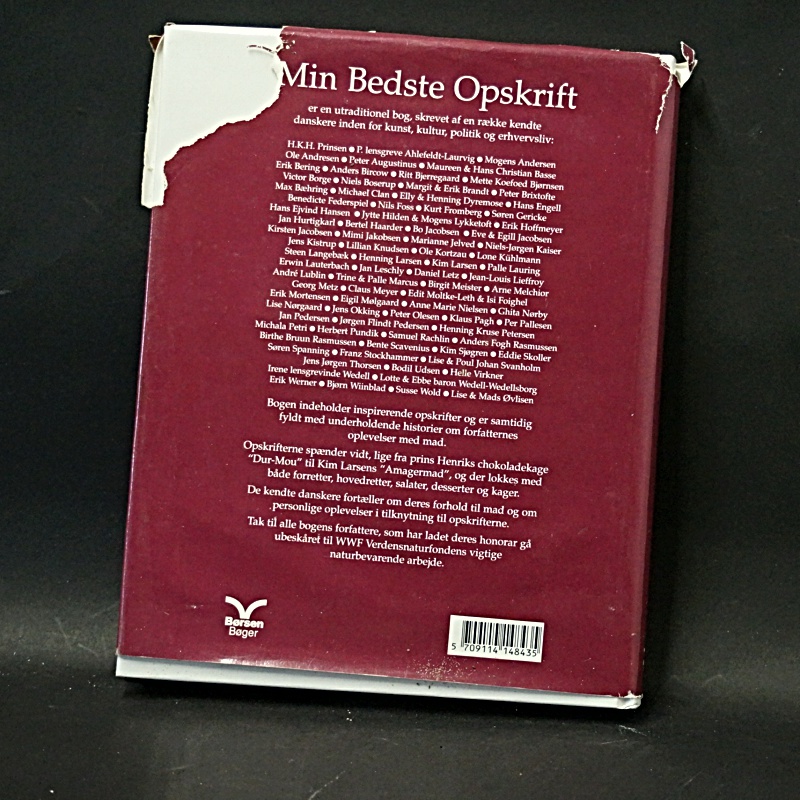 Min Bedste Opskrift
er en utraditionel bog, skrevet af en række kendte
danskere inden for kunst, kultur, politik og erhvervsliv:
H.K.H. Prinsen ● P. lensgreve Ahlefeldt-Laurvig ● Mogens Andersen
Ole Andresen ● Peter Augustinus ● Maureen & Hans Christian Basse
Erik Bering ● Anders Bircow ● Ritt Bjerregaard ● Mette Koefoed Bjørnsen
Victor Borge ● Niels Boserup ● Margit & Erik Brandt ● Peter Brixtofte
Max Bæhring ● Michael Clan ● Elly & Henning Dyremose ● Hans Engell
Benedicte Federspiel ● Nils Foss ● Kurt Fromberg ● Søren Gericke
Hans Ejvind Hansen ● Jytte Hilden & Mogens Lykketoft ● Erik Hoffmeyer
Jan Hurtigkarl ● Bertel Haarder ● Bo Jacobsen ● Eve & Egill Jacobsen
Kirsten Jacobsen ● Mimi Jakobsen ● Marianne Jelved ● Niels-Jørgen Kaiser
Jens Kistrup ● Lillian Knudsen ● Ole Kortzau ● Lone Kühlmann
Steen Langebæk ● Henning Larsen ● Kim Larsen ● Palle Lauring
Erwin Lauterbach ● Jan Leschly ● Daniel Letz ● Jean-Louis Lieffroy
André Lublin ● Trine & Palle Marcus ● Birgit Meister ● Arne Melchior
Georg Metz ● Claus Meyer ● Edit Moltke-Leth & Isi Foighel
Erik Mortensen ● Eigil Mølgaard ● Anne Marie Nielsen ● Ghita Nørby
Lise Nørgaard ● Jens Okking ● Peter Olesen ● Klaus Pagh ● Per Pallesen
Jan Pedersen ● Jørgen Flindt Pedersen ● Henning Kruse Petersen
Michala Petri ● Herbert Pundik ● Samuel Rachlin ● Anders Fogh Rasmussen
Birthe Bruun Rasmussen ● Bente Scavenius ● Kim Sjøgren ● Eddie Skoller
Søren Spanning ● Franz Stockhammer ● Lise & Poul Johan Svanholm
Jens Jørgen Thorsen ● Bodil Udsen ● Helle Virkner
Irene lensgrevinde Wedell ● Lotte & Ebbe baron Wedell-Wedellsborg
Erik Werner ● Bjørn Wiinblad ● Susse Wold ● Lise & Mads Øvlisen
Bogen indeholder inspirerende opskrifter og er samtidig
fyldt med underholdende historier om forfatternes
oplevelser med mad.
Opskrifterne spænder vidt, lige fra prins Henriks chokoladekage
"Dur-Mou" til Kim Larsens "Amagermad", og der lokkes med
både forretter, hovedretter, salater, desserter og kager.
De kendte danskere fortæller om deres forhold til mad og om
personlige oplevelser i tilknytning til opskrifterne.
Tak til alle bogens forfattere, som har ladet deres honorar gå
ubeskåret til WWF Verdensnaturfondens vigtige
naturbevarende arbejde.
Børsen
Bøger
5 709114 148435